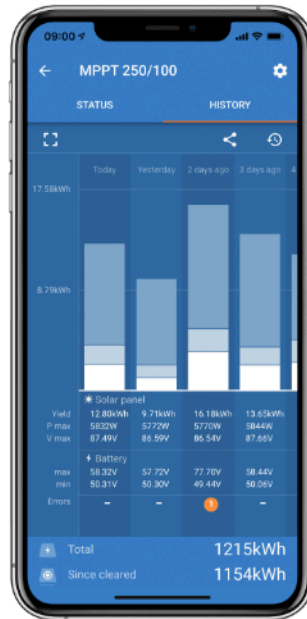 09:00
MPPT 250/100
STATUS HISTORY
Today Yesterday 2 days ago 3 days ago 4
17.58kWh
8.79kWh
Solar panel
Yield 12.80kWh 9.71kWh 16.18kWh 13.65kWh
P max 5832W 5772W 5770W 5844W
V max 87.49V 86.59V 86.54V 87.66V
Battery
max 58.32V 57.72V 77.70V 58.44V
min 50.31V 50.30V 49.44V 50.06V
Errors – – 1 –
Total 1215kWh
Since cleared 1154kWh